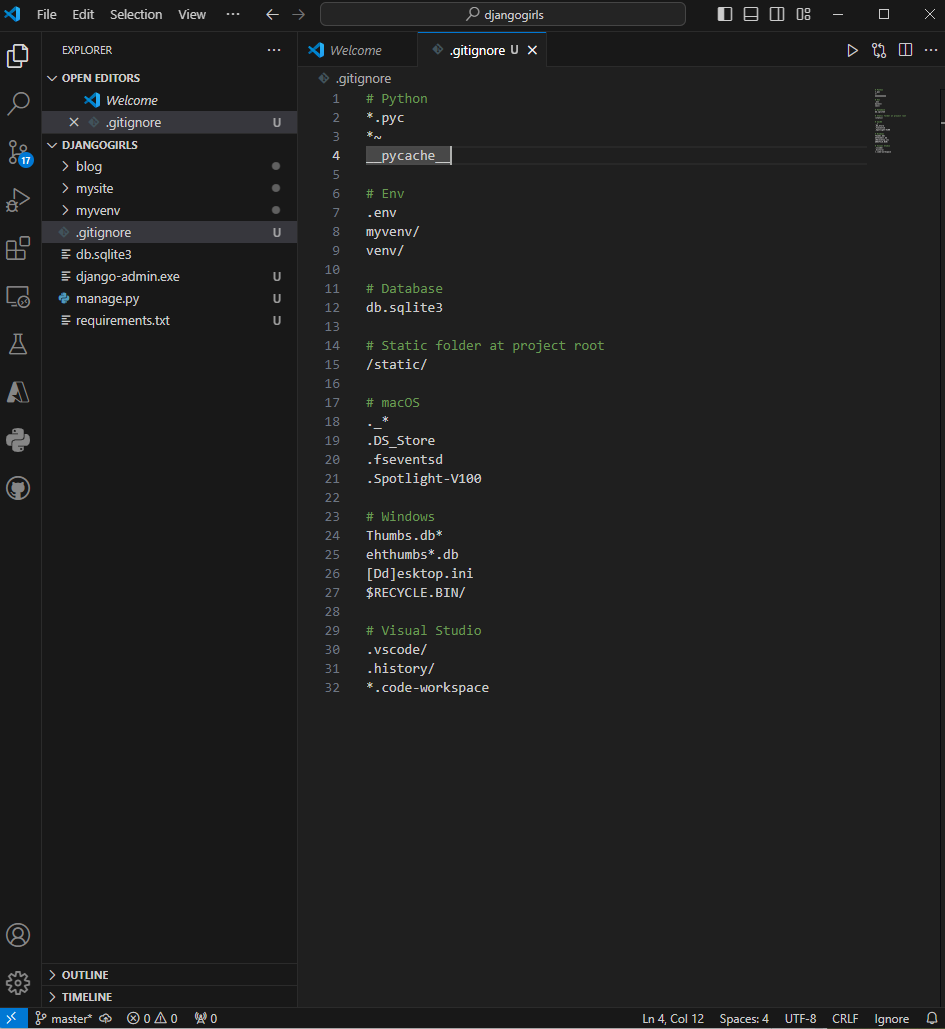 File Edit Selection View ··· djangogirls
EXPLORER ···
OPEN EDITORS
Welcome
.gitignore U
DJANGOGIRLS
blog
mysite
myvenv
.gitignore U
db.sqlite3
django-admin.exe U
manage.py U
requirements.txt U
17
OUTLINE
TIMELINE
Welcome .gitignore U
.gitignore
1 # Python
2 *.pyc
3 *~
4 __pycache__
5
6 # Env
7 .env
8 myvenv/
9 venv/
10
11 # Database
12 db.sqlite3
13
14 # Static folder at project root
15 /static/
16
17 # macOS
18 ._*
19 .DS_Store
20 .fseventsd
21 .Spotlight-V100
22
23 # Windows
24 Thumbs.db*
25 ehthumbs*.db
26 [Dd]esktop.ini
27 $RECYCLE.BIN/
28
29 # Visual Studio
30 .vscode/
31 .history/
32 *.code-workspace
master* 0 0 0 Ln 4, Col 12 Spaces: 4 UTF-8 CRLF Ignore